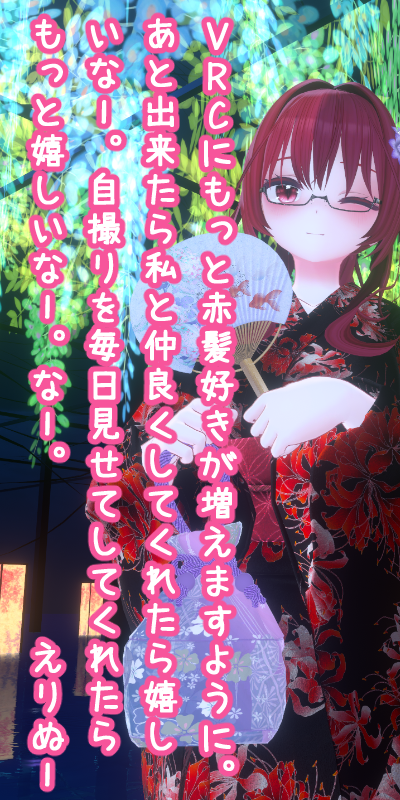 VRCにもっと赤髪好きが増えますように。
あと出来たら私と仲良くしてくれたら嬉し
いなー。自撮りを毎日見せてしてくれたら
もっと嬉しいなー。なー。
えりぬー